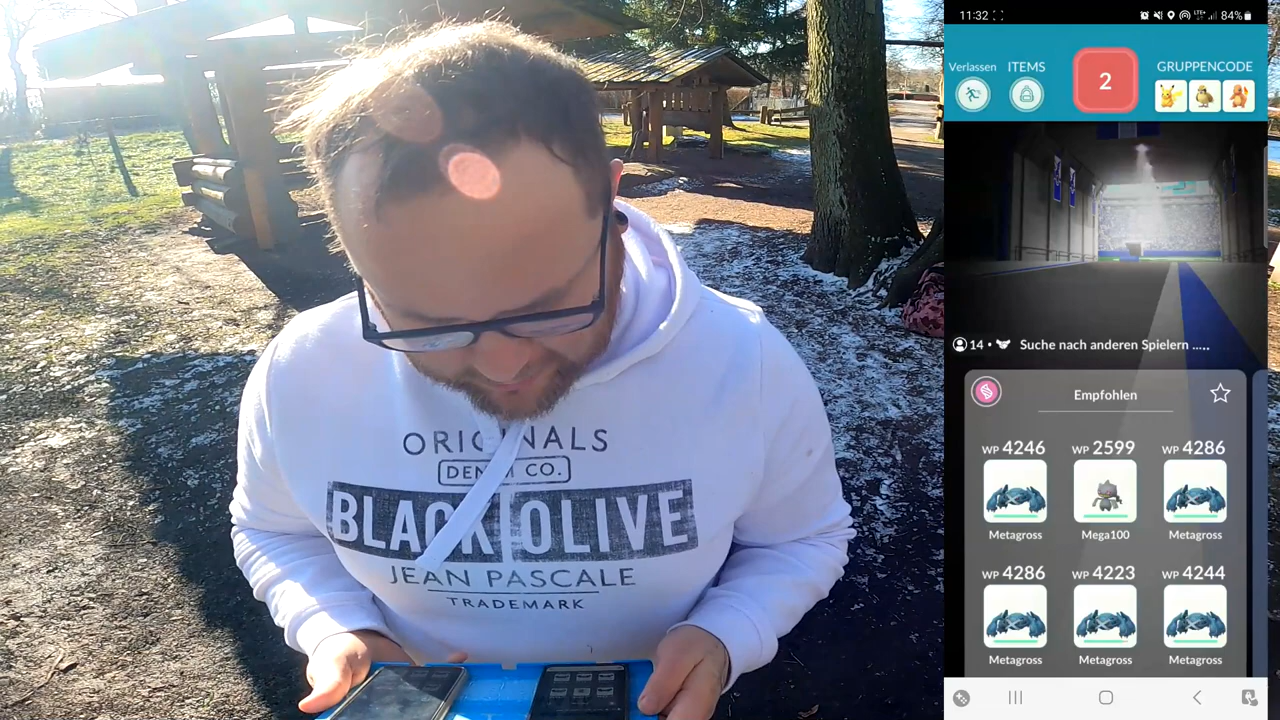 ORIGINALS
DENIM CO.
BLACK OLIVE
JEAN PASCALE
TRADEMARK
11:32
LTE+
84%
Verlassen
ITEMS
2
GRUPPENCODE
14 • Suche nach anderen Spielern .....
Empfohlen
WP 4246
WP 2599
WP 4286
Metagross
Mega100
Metagross
WP 4286
WP 4223
WP 4244
Metagross
Metagross
Metagross